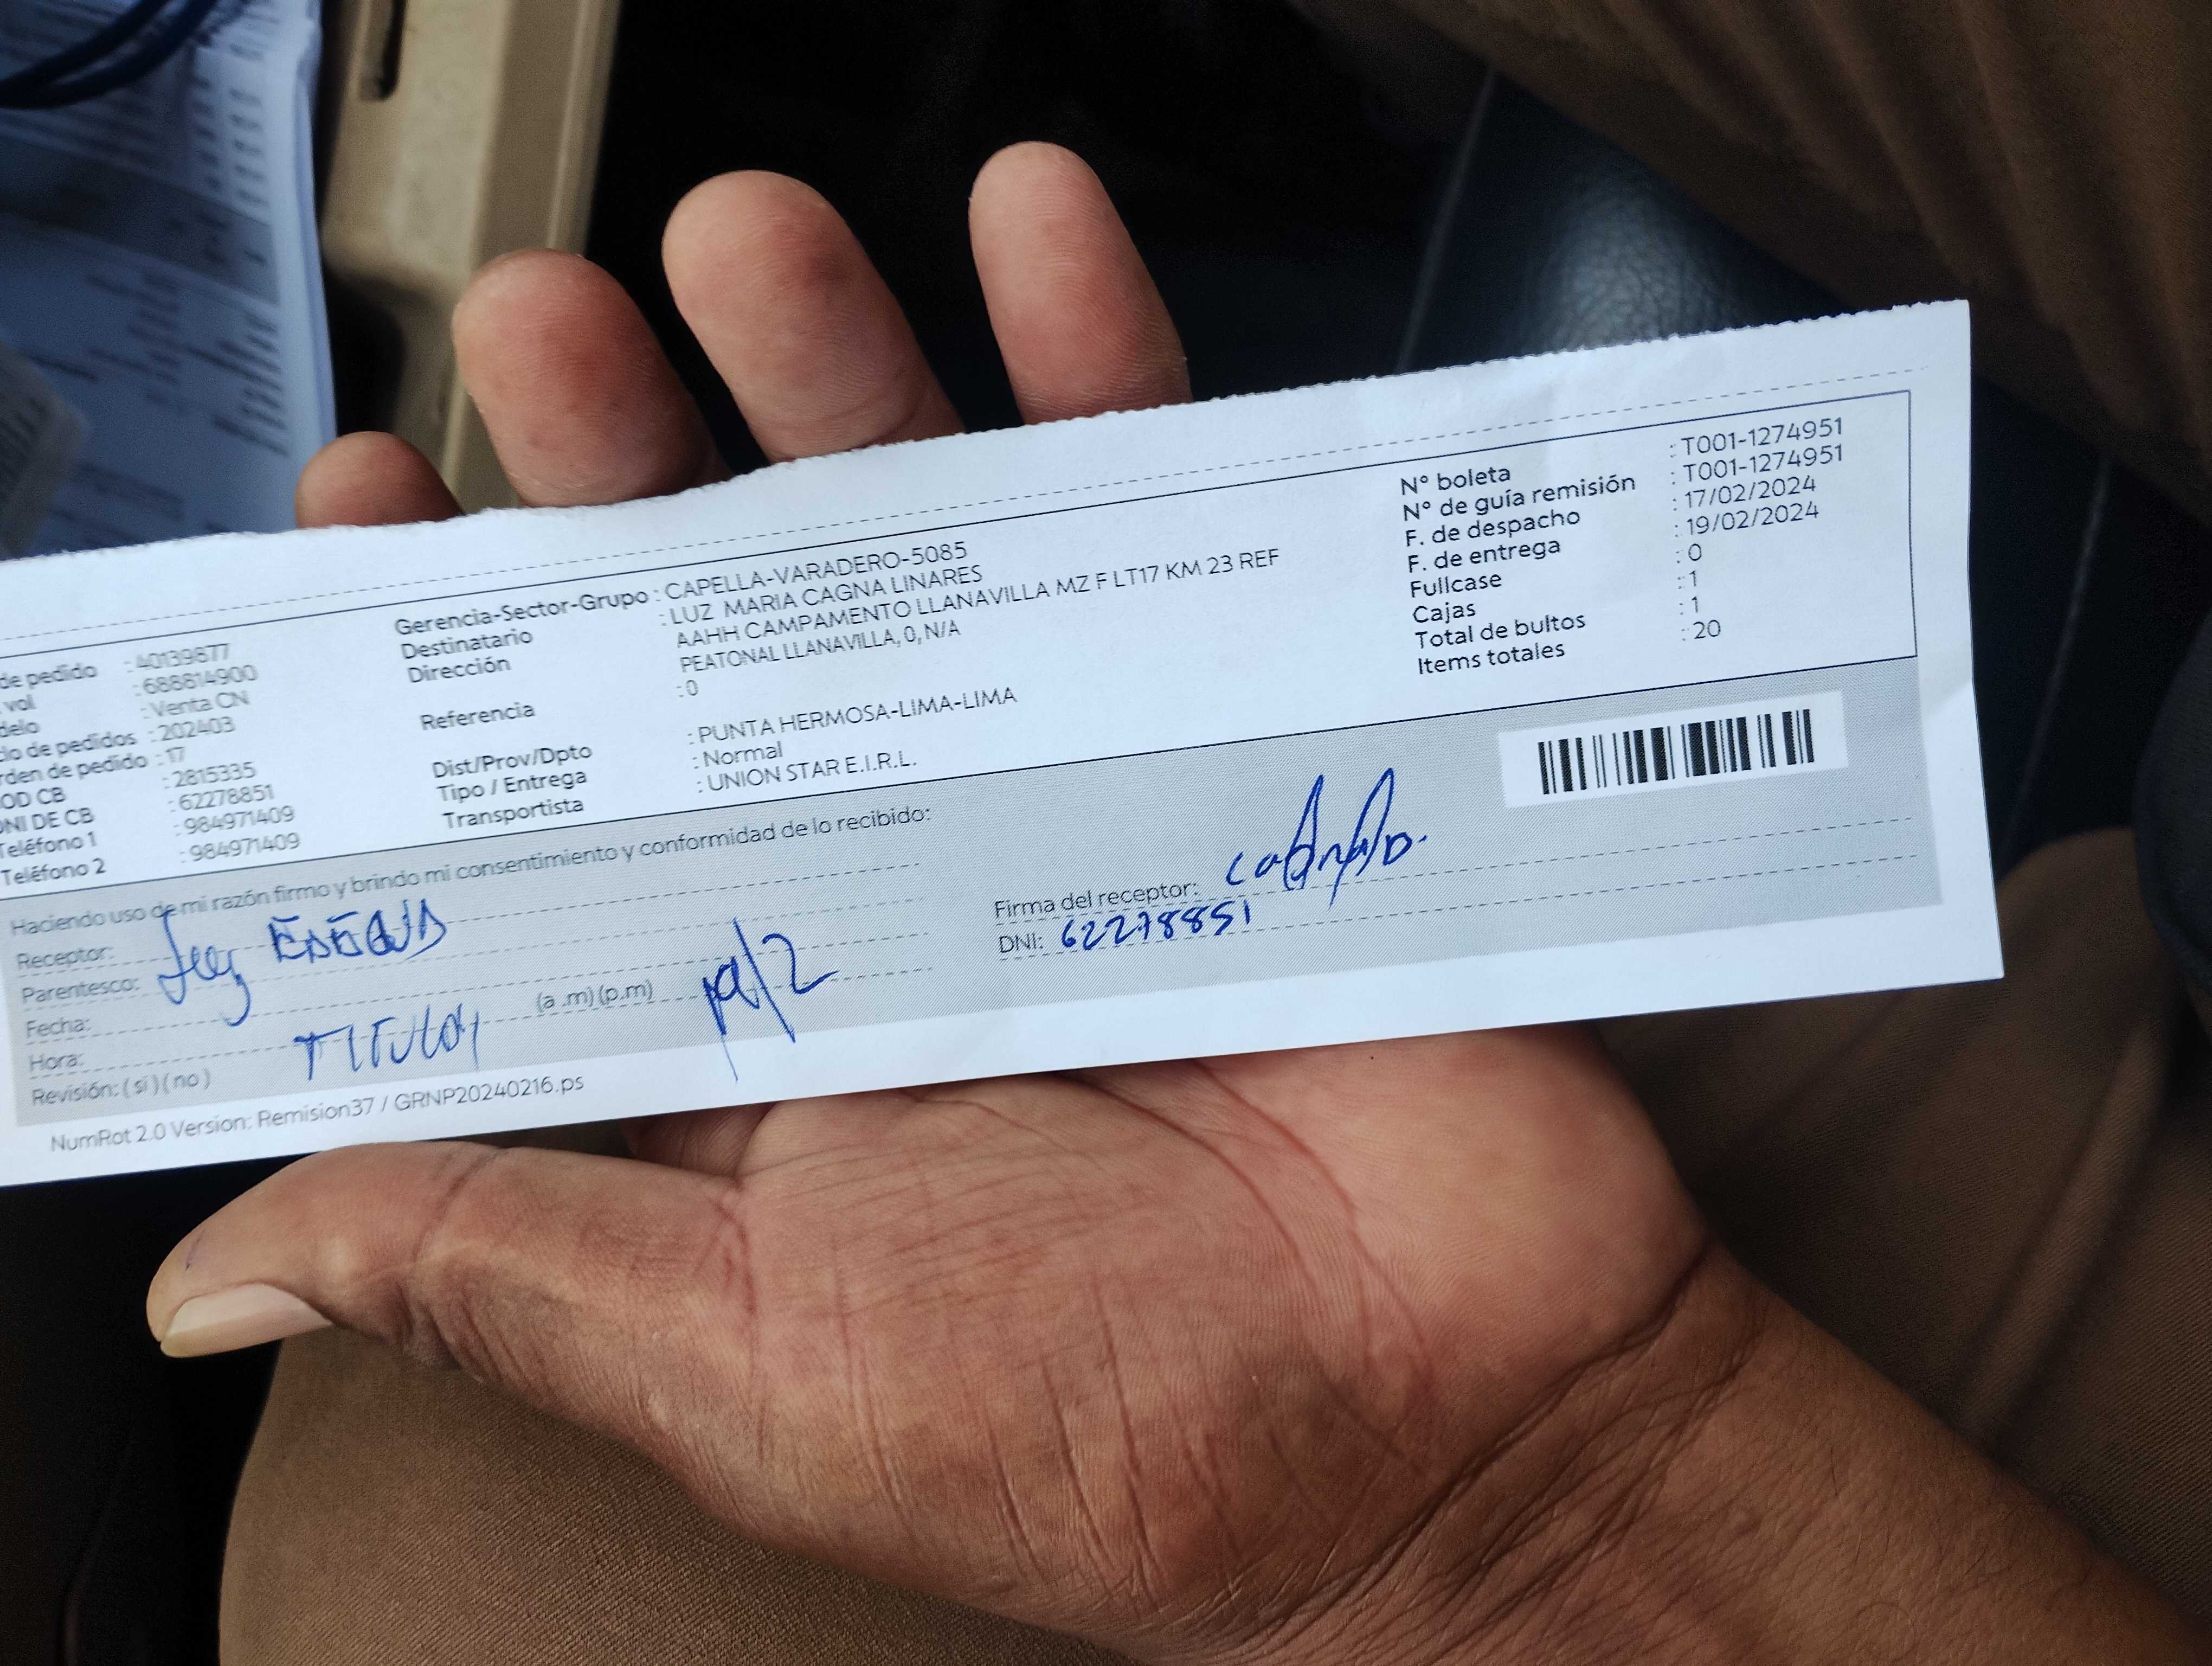 de pedido : A0139877
vol : 688814900
delo : Venta CN
do de pedidos : 202403
rden de pedido : 17
OD CB : 2815335
DNI DE CB : 62278851
Teléfono 1 : 984971409
Teléfono 2 : 984971409
Gerencia-Sector-Grupo : CAPELLA-VARADERO-5085
Destinatario : LUZ MARIA CAGNA LINARES
Dirección AAHH CAMPAMENTO LLANAVILLA MZ F LT17 KM 23 REF
PEATONAL LLANAVILLA, 0, N/A
Referencia : 0
Dist/Prov/Dpto : PUNTA HERMOSA-LIMA-LIMA
Tipo / Entrega : Normal
Transportista : UNION STAR E.I.R.L.
N° boleta : T001-1274951
N° de guía remisión : T001-1274951
F. de despacho : 17/02/2024
F. de entrega : 19/02/2024
Fullcase : 0
Cajas : 1
Total de bultos : 1
Items totales : 20
Haciendo uso de mi razón firmo y brindo mi consentimiento y conformidad de lo recibido:
Receptor:
Parentesco:
Fecha:
Hora: (a .m) (p.m)
Revisión: ( si ) ( no )
Firma del receptor:
DNI: 62278851
NumRot 2.0 Version: Remision37 / GRNP20240216.ps